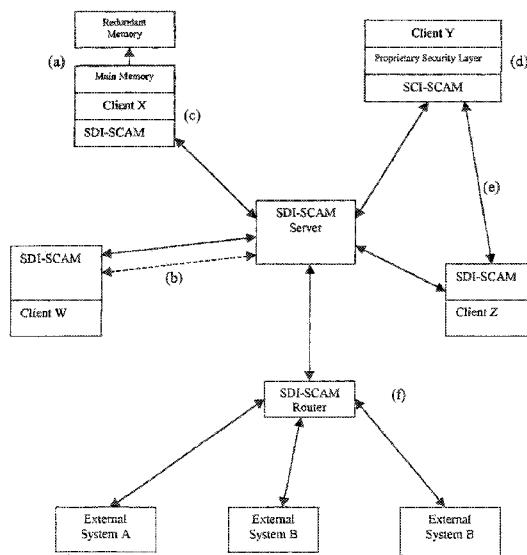 Redundant
Memory
(a)
Main Memory
Client X
(c)
SDI-SCAM
Client Y
Proprietary Security Layer
(d)
SCI-SCAM
(e)
SDI-SCAM
Server
SDI-SCAM
(b)
Client W
SDI-SCAM
Client Z
SDI-SCAM
Router
(f)
External
System A
External
System B
External
System B